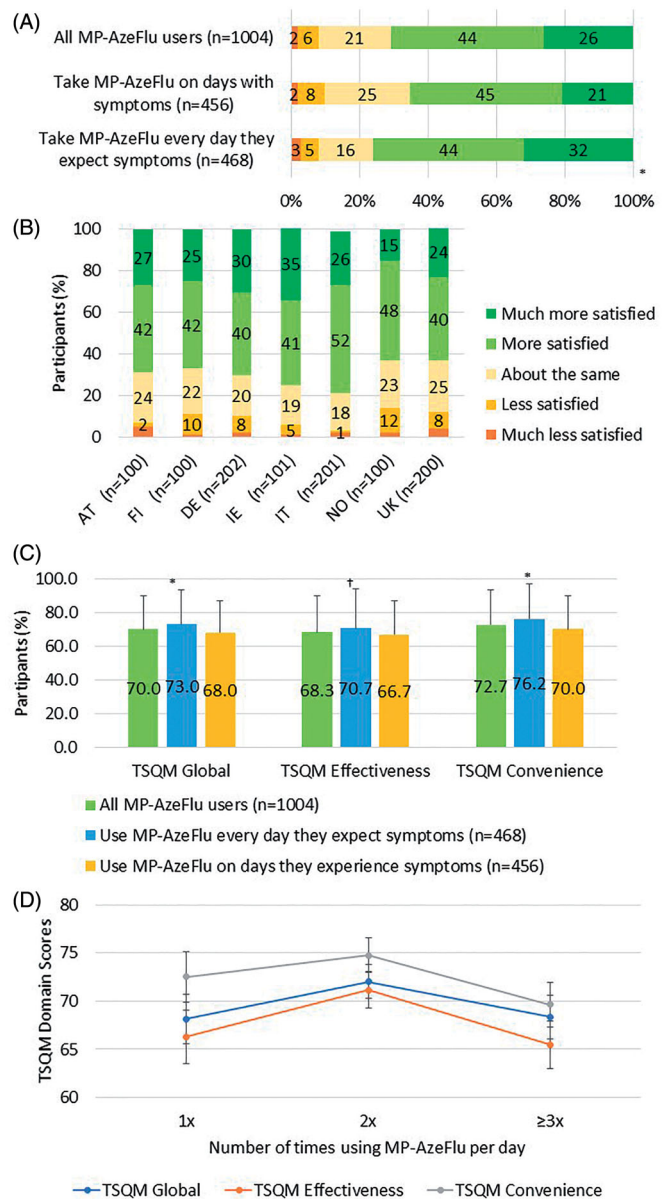 (A)
All MP-AzeFlu users (n=1004)
2 6 21 44 26
Take MP-AzeFlu on days with
symptoms (n=456)
2 8 25 45 21
Take MP-AzeFlu every day they
expect symptoms (n=468)
3 5 16 44 32
*
0% 20% 40% 60% 80% 100%
(B)
Participants (%)
100
80
60
40
20
0
27 25 30 35 26 15 24
42 42 40 41 52 48 40
24 22 20 19 18 23 25
2 10 8 5 1 12 8
AT (n=100)
FI (n=100)
DE (n=202)
IE (n=101)
IT (n=201)
NO (n=100)
UK (n=200)
Much more satisfied
More satisfied
About the same
Less satisfied
Much less satisfied
(C)
Partipants (%)
100.0
80.0
60.0
40.0
20.0
0.0
* † *
70.0 73.0 68.0 68.3 70.7 66.7 72.7 76.2 70.0
TSQM Global TSQM Effectiveness TSQM Convenience
All MP-AzeFlu users (n=1004)
Use MP-AzeFlu every day they expect symptoms (n=468)
Use MP-AzeFlu on days they experience symptoms (n=456)
(D)
TSQM Domain Scores
80
75
70
65
60
1x 2x ≥3x
Number of times using MP-AzeFlu per day
TSQM Global TSQM Effectiveness TSQM Convenience